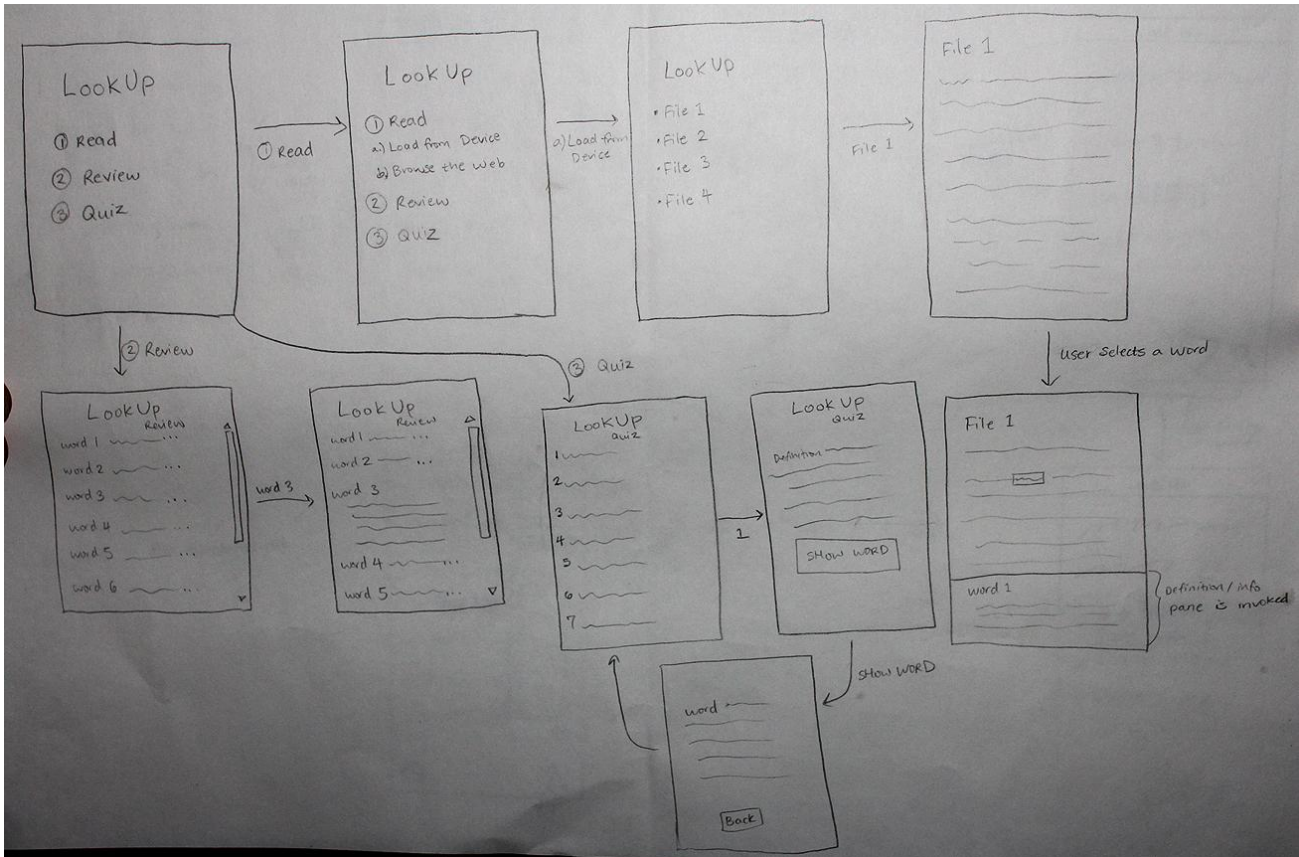 LookUp
① Read
② Review
③ Quiz
① Read
LookUp
① Read
a) Load from Device
b) Browse the Web
② Review
③ QUIZ
a) Load from
Device
LookUp
• File 1
• File 2
• File 3
• File 4
File 1
File 1
User Selects a word
File 1
word 1
Definition / info
pane is invoked
② Review
LookUp
Review
word 1 ...
word 2 ...
word 3 ...
word 4 ...
word 5 ...
word 6 ...
word 3
LookUp
Review
word 1 ...
word 2 ...
word 3
word 4 ...
word 5 ...
③ Quiz
LookUp
quiz
1
2
3
4
5
6
7
1
LookUp
Quiz
Definition
SHOW WORD
SHOW WORD
word
Back